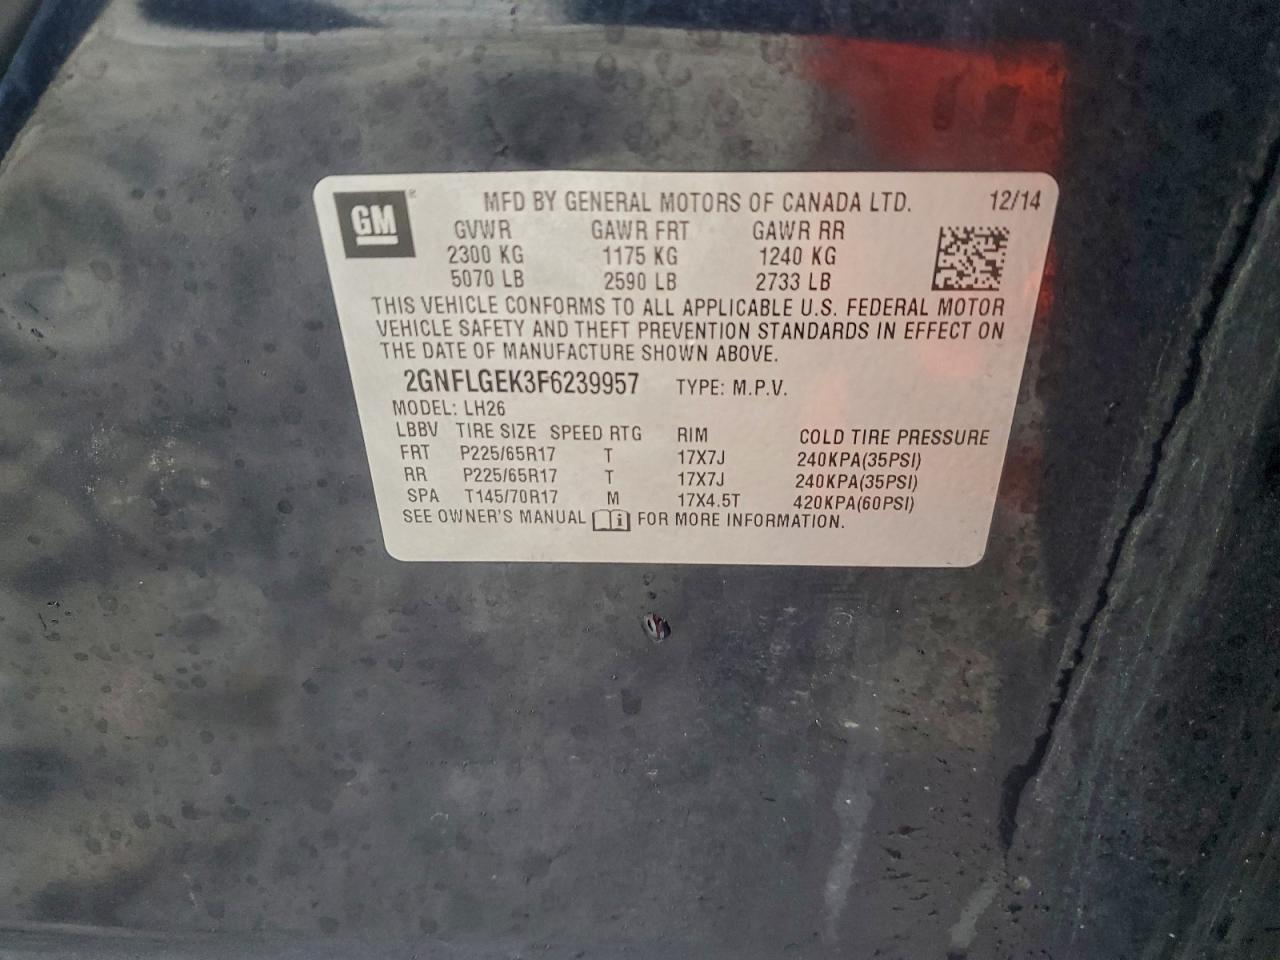 GM® MFD BY GENERAL MOTORS OF CANADA LTD. 12/14
GVWR GAWR FRT GAWR RR
2300 KG 1175 KG 1240 KG
5070 LB 2590 LB 2733 LB
THIS VEHICLE CONFORMS TO ALL APPLICABLE U.S. FEDERAL MOTOR
VEHICLE SAFETY AND THEFT PREVENTION STANDARDS IN EFFECT ON
THE DATE OF MANUFACTURE SHOWN ABOVE.
2GNFLGEK3F6239957 TYPE: M.P.V.
MODEL: LH26
LBBV TIRE SIZE SPEED RTG RIM COLD TIRE PRESSURE
FRT P225/65R17 T 17X7J 240KPA(35PSI)
RR P225/65R17 T 17X7J 240KPA(35PSI)
SPA T145/70R17 M 17X4.5T 420KPA(60PSI)
SEE OWNER'S MANUAL i FOR MORE INFORMATION.